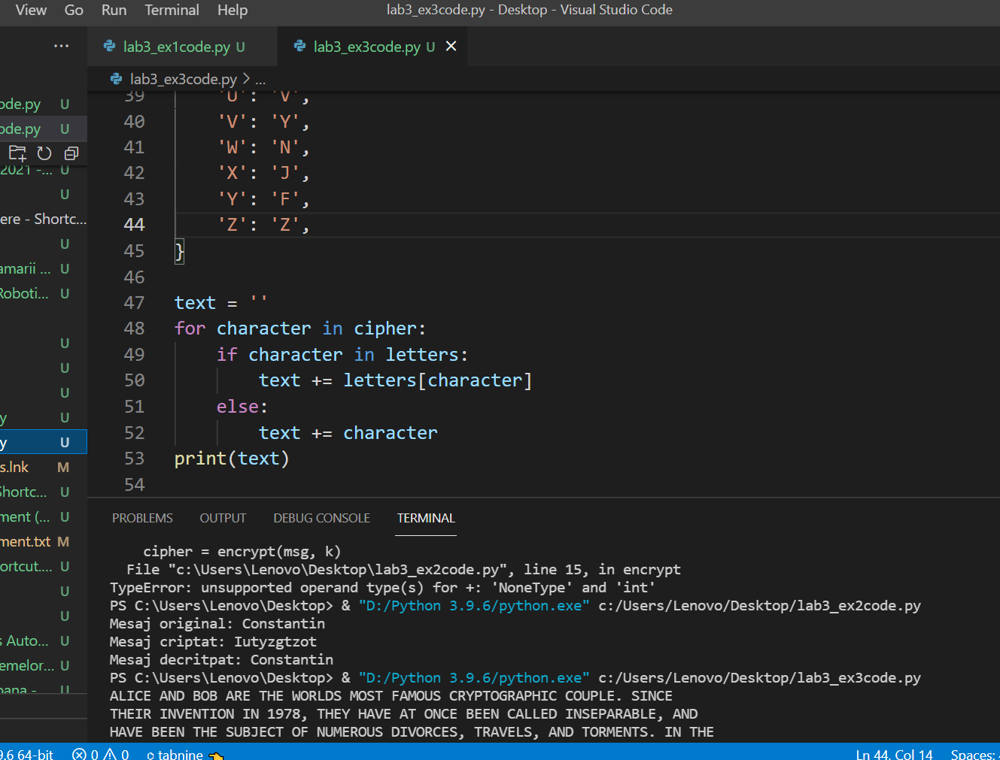 View Go Run Terminal Help lab3_ex3code.py - Desktop - Visual Studio Code
... lab3_ex1code.py U lab3_ex3code.py U ×
lab3_ex3code.py > ...
ode.py U
ode.py U
2021 -... U
U
ere - Shortc...
U
amarii ... U
Roboti... U
U
U
U
y U
y U
s.lnk M
Shortc... U
ment (... U
ment.txt M
ortcut.... U
U
U
s Auto... U
emelor... U
pana - U
39 'U': 'V',
40 'V': 'Y',
41 'W': 'N',
42 'X': 'J',
43 'Y': 'F',
44 'Z': 'Z',
45 }
46
47 text = ''
48 for character in cipher:
49 if character in letters:
50 text += letters[character]
51 else:
52 text += character
53 print(text)
54
PROBLEMS OUTPUT DEBUG CONSOLE TERMINAL
cipher = encrypt(msg, k)
File "c:\Users\Lenovo\Desktop\lab3_ex2code.py", line 15, in encrypt
TypeError: unsupported operand type(s) for +: 'NoneType' and 'int'
PS C:\Users\Lenovo\Desktop> & "D:/Python 3.9.6/python.exe" c:/Users/Lenovo/Desktop/lab3_ex2code.py
Mesaj original: Constantin
Mesaj criptat: Iutyzgtzot
Mesaj decritpat: Constantin
PS C:\Users\Lenovo\Desktop> & "D:/Python 3.9.6/python.exe" c:/Users/Lenovo/Desktop/lab3_ex3code.py
ALICE AND BOB ARE THE WORLDS MOST FAMOUS CRYPTOGRAPHIC COUPLE. SINCE
THEIR INVENTION IN 1978, THEY HAVE AT ONCE BEEN CALLED INSEPARABLE, AND
HAVE BEEN THE SUBJECT OF NUMEROUS DIVORCES, TRAVELS, AND TORMENTS. IN THE
9.6 64-bit 0 0 tabnine Ln 44, Col 14 Spaces: